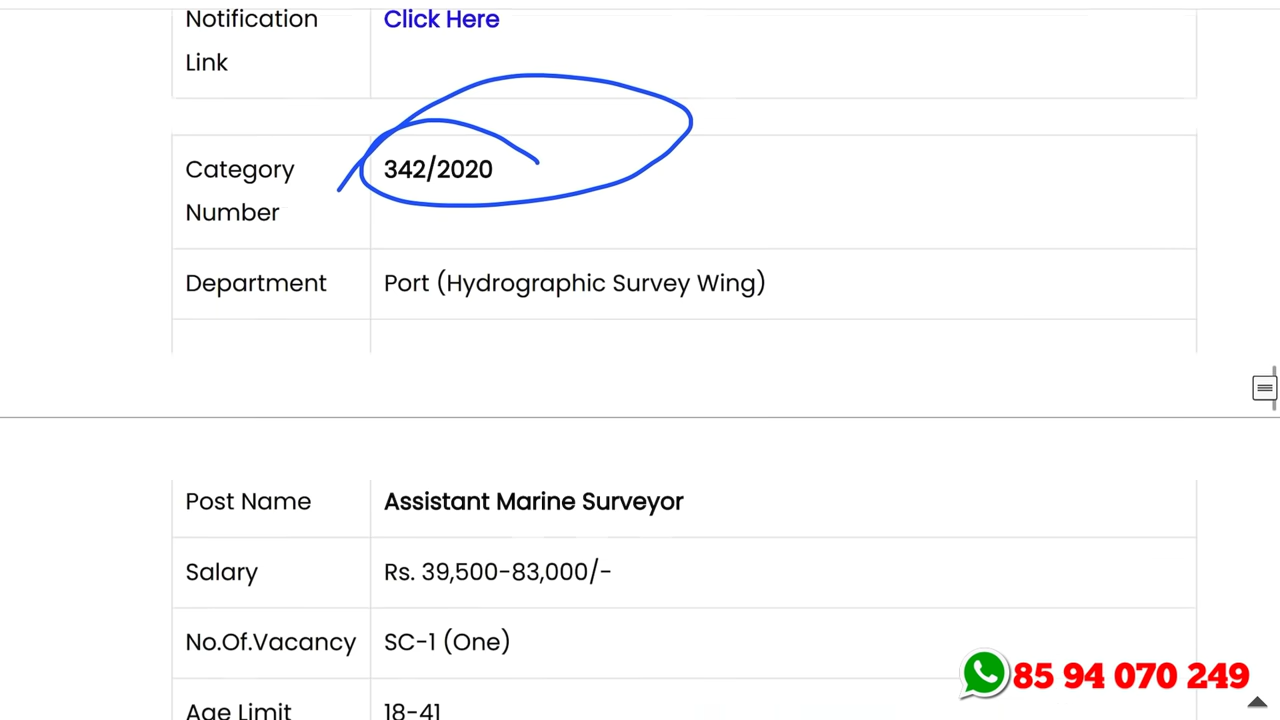 Notification Click Here
Link
Category 342/2020
Number
Department Port (Hydrographic Survey Wing)
Post Name Assistant Marine Surveyor
Salary Rs. 39,500-83,000/-
No.Of.Vacancy SC-1 (One)
85 94 070 249
Age Limit 18-41